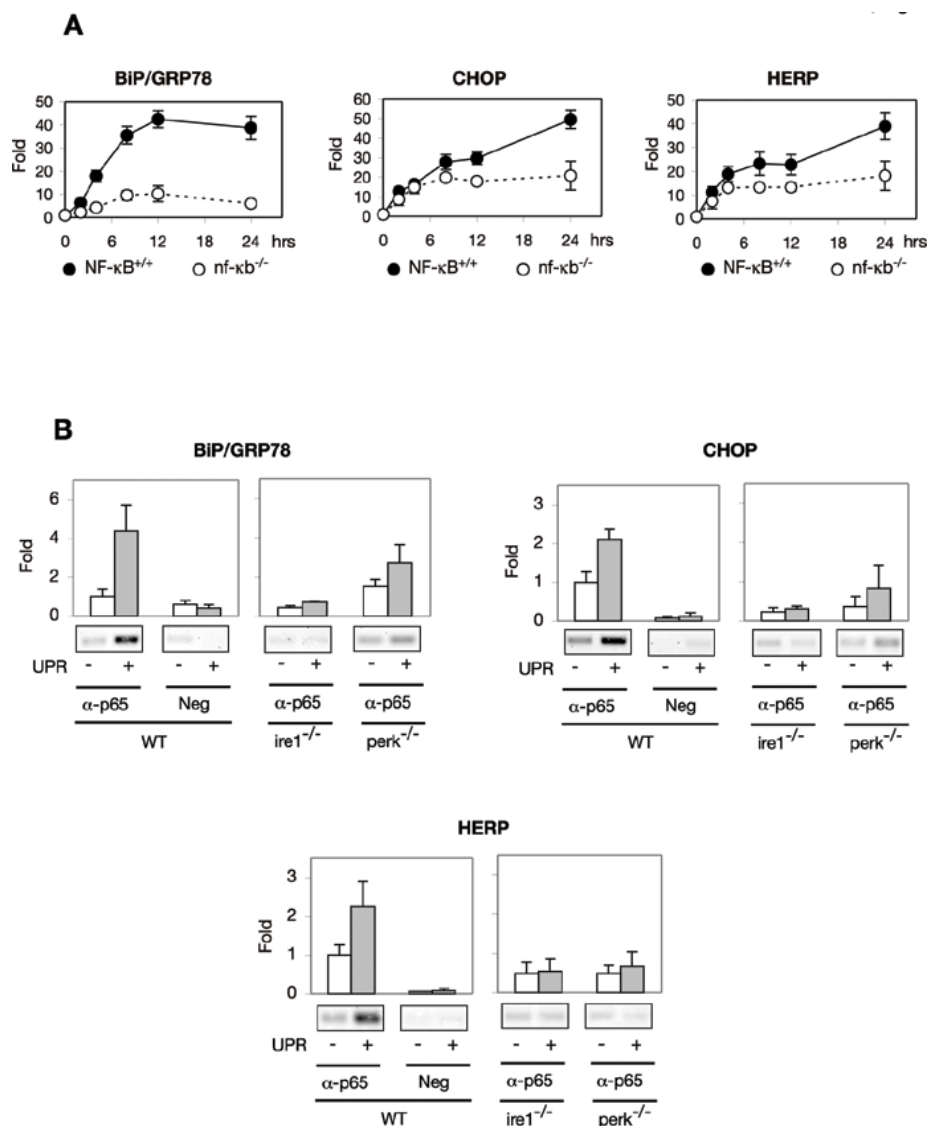 A
BiP/GRP78 CHOP HERP
Fold 50 40 30 20 10 0
0 6 12 18 24 hrs
NF-κB+/+ nf-κb-/-
Fold 60 50 40 30 20 10 0
0 6 12 18 24 hrs
NF-κB+/+ nf-κb-/-
Fold 50 40 30 20 10 0
0 6 12 18 24 hrs
NF-κB+/+ nf-κb-/-
B
BiP/GRP78
Fold 6 4 2 0
UPR - + - + - + - +
α-p65 Neg α-p65 α-p65
WT ire1-/- perk-/-
CHOP
Fold 3 2 1 0
UPR - + - + - + - +
α-p65 Neg α-p65 α-p65
WT ire1-/- perk-/-
HERP
Fold 3 2 1 0
UPR - + - + - + - +
α-p65 Neg α-p65 α-p65
WT ire1-/- perk-/-